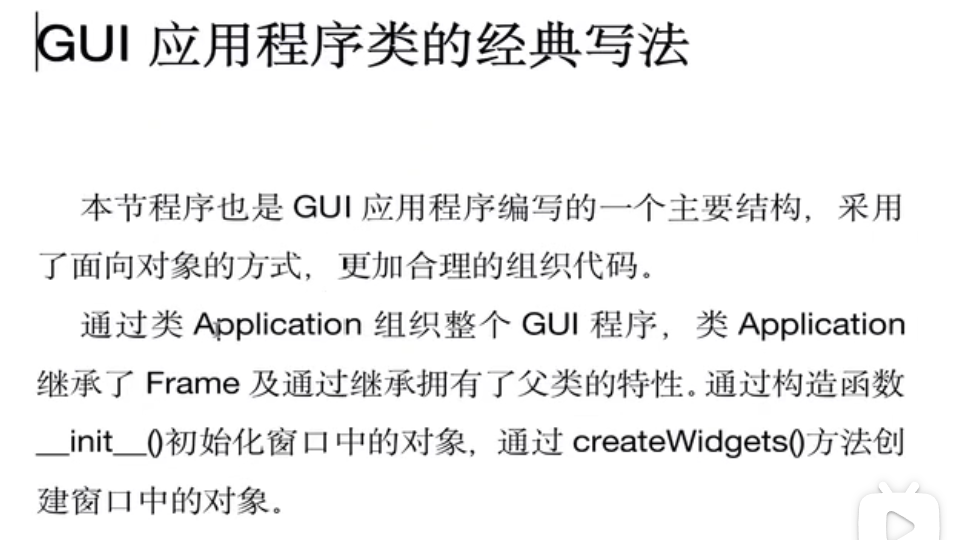 GUI 应用程序类的经典写法
本节程序也是 GUI 应用程序编写的一个主要结构，采用
了面向对象的方式，更加合理的组织代码。
通过类 Application 组织整个 GUI 程序，类 Application
继承了 Frame 及通过继承拥有了父类的特性。通过构造函数
__init__()初始化窗口中的对象，通过 createWidgets()方法创
建窗口中的对象。